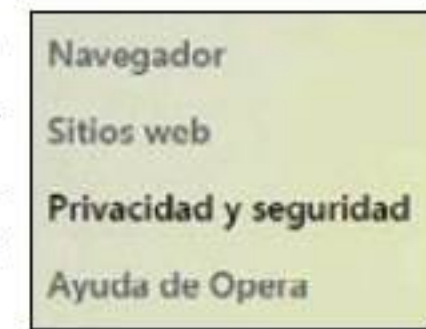 Navegador
Sitios web
Privacidad y seguridad
Ayuda de Opera